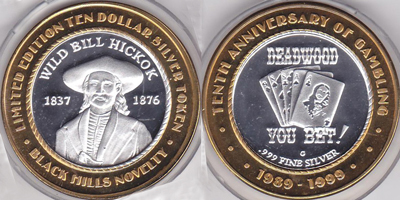 LIMITED EDITION TEN DOLLAR SILVER TOKEN
WILD BILL HICKOK
1837 1876
BLACK HILLS NOVELTY
TENTH ANNIVERSARY OF GAMBLING
DEADWOOD
YOU BET!
G
.999 FINE SILVER
1989 - 1999